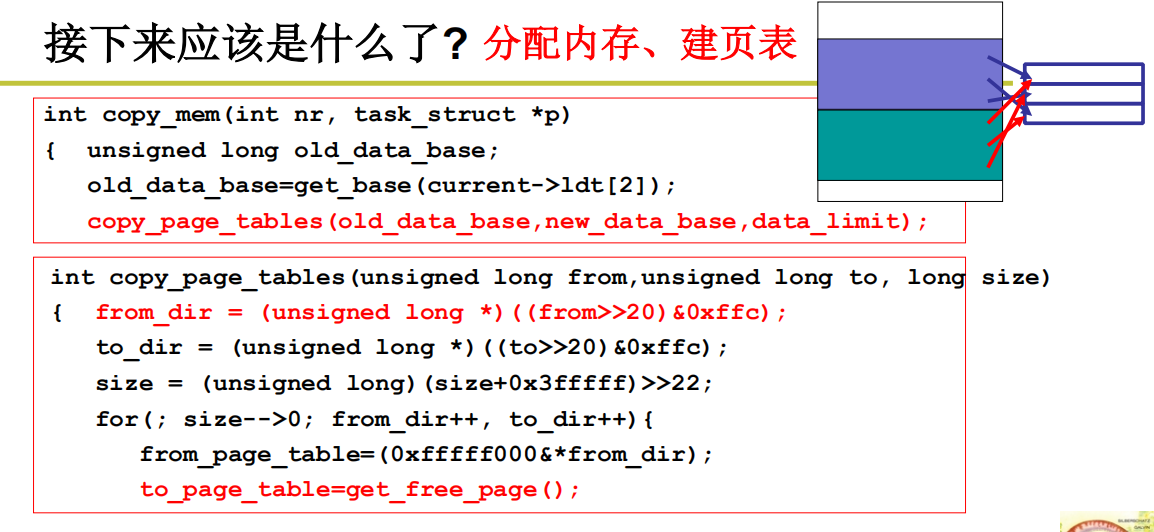 接下来应该是什么了? 分配内存、建页表
int copy_mem(int nr, task_struct *p)
{ unsigned long old_data_base;
old_data_base=get_base(current->ldt[2]);
copy_page_tables(old_data_base,new_data_base,data_limit);
int copy_page_tables(unsigned long from,unsigned long to, long size)
{ from_dir = (unsigned long *)((from>>20)&0xffc);
to_dir = (unsigned long *)((to>>20)&0xffc);
size = (unsigned long)(size+0x3fffff)>>22;
for(; size-->0; from_dir++, to_dir++){
from_page_table=(0xfffff000&*from_dir);
to_page_table=get_free_page();
SILBERSCHATZ
GALVIN